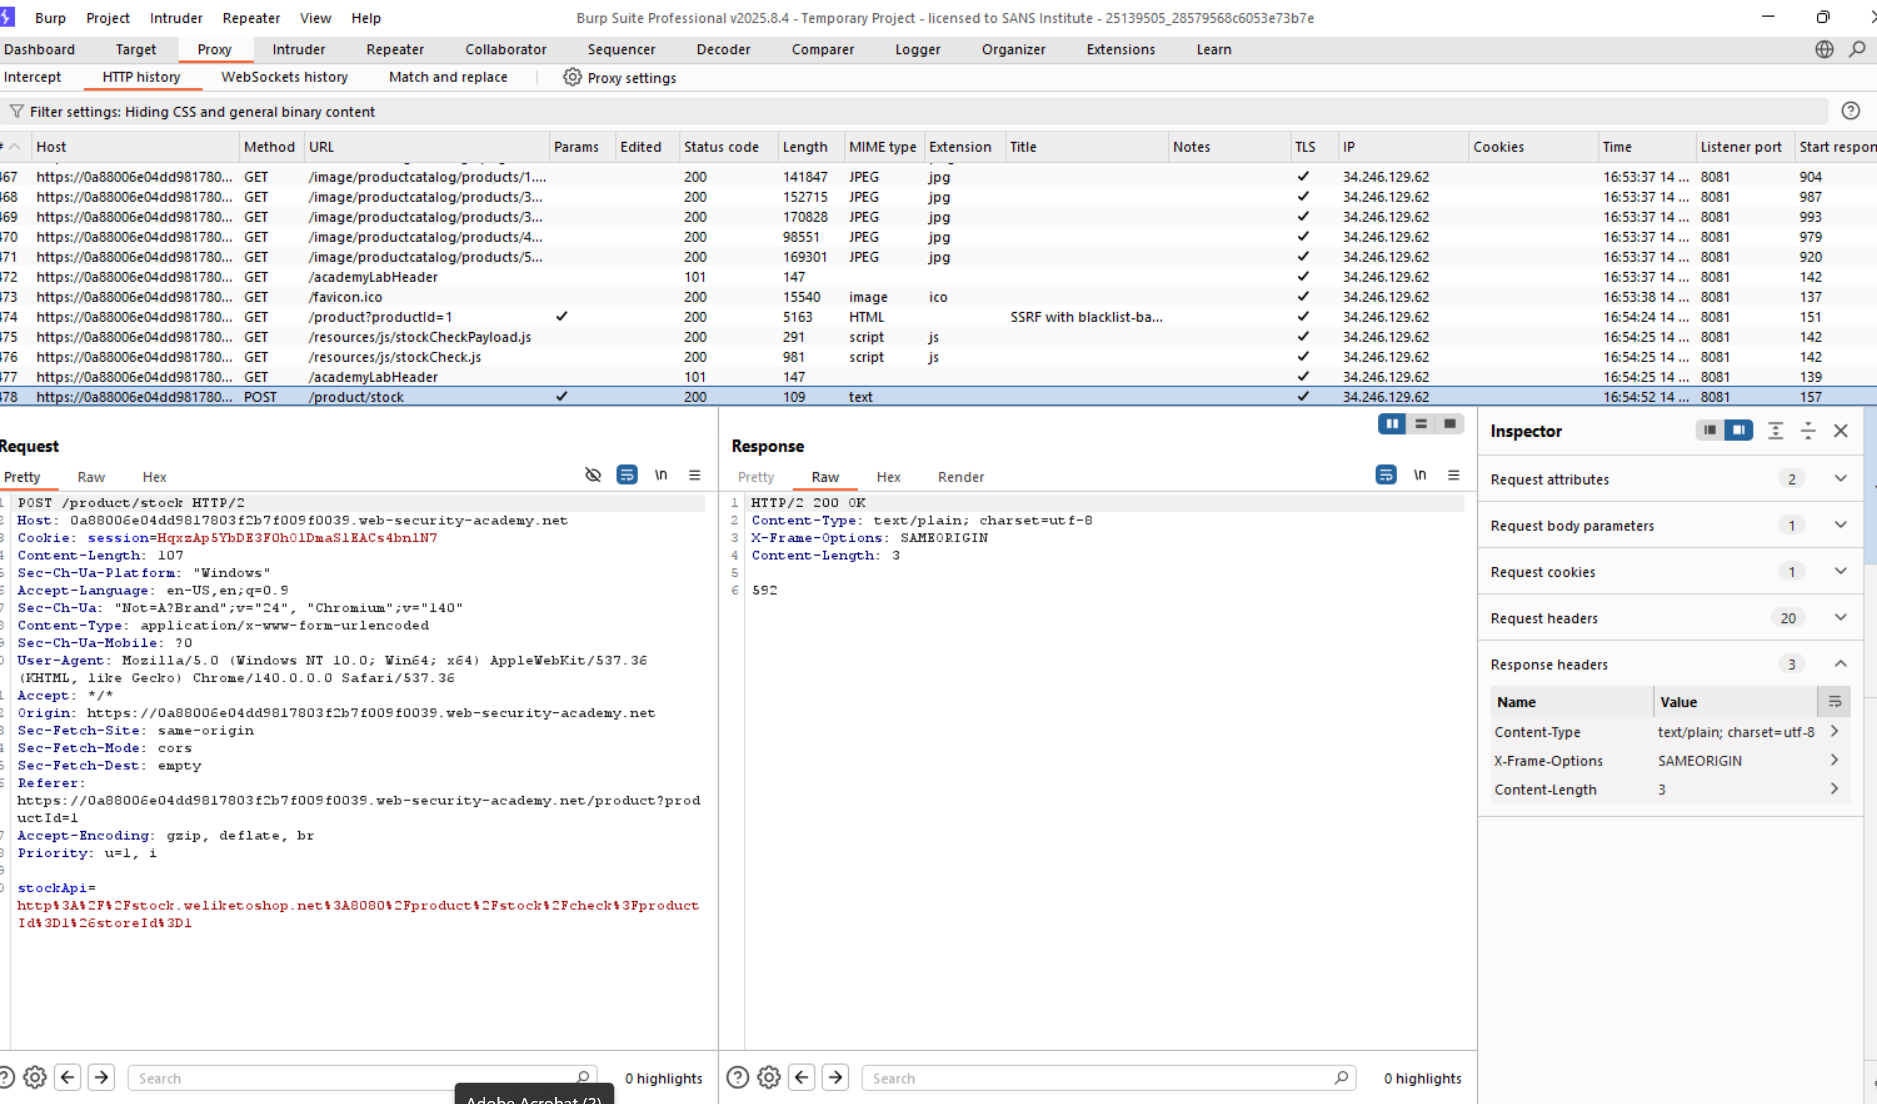 Burp Project Intruder Repeater View Help Burp Suite Professional v2025.8.4 - Temporary Project - licensed to SANS Institute - 25139505_28579568c6053e73b7e
Dashboard Target Proxy Intruder Repeater Collaborator Sequencer Decoder Comparer Logger Organizer Extensions Learn
Intercept HTTP history WebSockets history Match and replace Proxy settings
Filter settings: Hiding CSS and general binary content
# Host Method URL Params Edited Status code Length MIME type Extension Title Notes TLS IP Cookies Time Listener port Start respon
467 https://0a88006e04dd981780... GET /image/productcatalog/products/1.... 200 141847 JPEG jpg ✓ 34.246.129.62 16:53:37 14 ... 8081 904
468 https://0a88006e04dd981780... GET /image/productcatalog/products/3... 200 152715 JPEG jpg ✓ 34.246.129.62 16:53:37 14 ... 8081 987
469 https://0a88006e04dd981780... GET /image/productcatalog/products/3... 200 170828 JPEG jpg ✓ 34.246.129.62 16:53:37 14 ... 8081 993
470 https://0a88006e04dd981780... GET /image/productcatalog/products/4... 200 98551 JPEG jpg ✓ 34.246.129.62 16:53:37 14 ... 8081 979
471 https://0a88006e04dd981780... GET /image/productcatalog/products/5... 200 169301 JPEG jpg ✓ 34.246.129.62 16:53:37 14 ... 8081 920
472 https://0a88006e04dd981780... GET /academyLabHeader 101 147 ✓ 34.246.129.62 16:53:37 14 ... 8081 142
473 https://0a88006e04dd981780... GET /favicon.ico 200 15540 image ico ✓ 34.246.129.62 16:53:38 14 ... 8081 137
474 https://0a88006e04dd981780... GET /product?productId=1 ✓ 200 5163 HTML SSRF with blacklist-ba... ✓ 34.246.129.62 16:54:24 14 ... 8081 151
475 https://0a88006e04dd981780... GET /resources/js/stockCheckPayload.js 200 291 script js ✓ 34.246.129.62 16:54:25 14 ... 8081 142
476 https://0a88006e04dd981780... GET /resources/js/stockCheck.js 200 981 script js ✓ 34.246.129.62 16:54:25 14 ... 8081 142
477 https://0a88006e04dd981780... GET /academyLabHeader 101 147 ✓ 34.246.129.62 16:54:25 14 ... 8081 139
478 https://0a88006e04dd981780... POST /product/stock ✓ 200 109 text ✓ 34.246.129.62 16:54:52 14 ... 8081 157
Request
Pretty Raw Hex \n
POST /product/stock HTTP/2
Host: 0a88006e04dd9817803f2b7f009f0039.web-security-academy.net
Cookie: session=HqxzAp5YbDE3F0h01DmaS1EACs4bnlN7
Content-Length: 107
Sec-Ch-Ua-Platform: "Windows"
Accept-Language: en-US,en;q=0.9
Sec-Ch-Ua: "Not=A?Brand";v="24", "Chromium";v="140"
Content-Type: application/x-www-form-urlencoded
Sec-Ch-Ua-Mobile: ?0
User-Agent: Mozilla/5.0 (Windows NT 10.0; Win64; x64) AppleWebKit/537.36
(KHTML, like Gecko) Chrome/140.0.0.0 Safari/537.36
Accept: */*
Origin: https://0a88006e04dd9817803f2b7f009f0039.web-security-academy.net
Sec-Fetch-Site: same-origin
Sec-Fetch-Mode: cors
Sec-Fetch-Dest: empty
Referer:
https://0a88006e04dd9817803f2b7f009f0039.web-security-academy.net/product?prod
uctId=1
Accept-Encoding: gzip, deflate, br
Priority: u=1, i
stockApi=
http%3A%2F%2Fstock.weliketoshop.net%3A8080%2Fproduct%2Fstock%2Fcheck%3Fproduct
Id%3D1%26storeId%3D1
Search 0 highlights
Adobe Acrobat (2)
Response
Pretty Raw Hex Render \n
1 HTTP/2 200 OK
2 Content-Type: text/plain; charset=utf-8
3 X-Frame-Options: SAMEORIGIN
4 Content-Length: 3
5
6 592
Search 0 highlights
Inspector
Request attributes 2
Request body parameters 1
Request cookies 1
Request headers 20
Response headers 3
Name Value
Content-Type text/plain; charset=utf-8
X-Frame-Options SAMEORIGIN
Content-Length 3